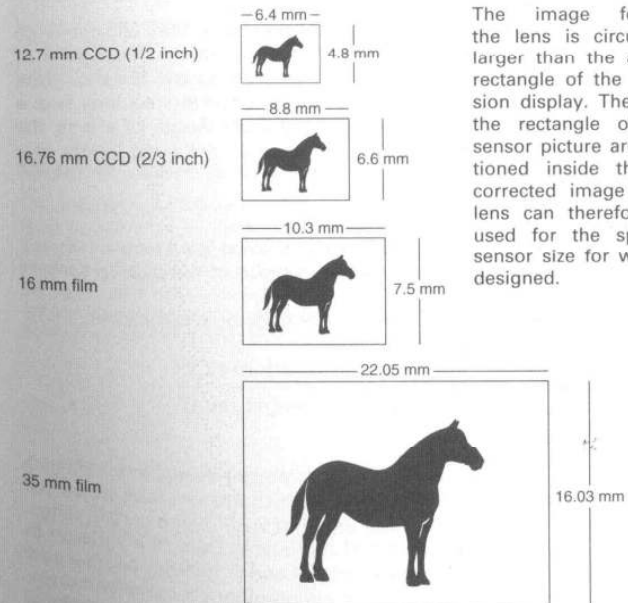 6.4 mm
12.7 mm CCD (1/2 inch)
4.8 mm
8.8 mm
16.76 mm CCD (2/3 inch)
6.6 mm
10.3 mm
16 mm film
7.5 mm
22.05 mm
35 mm film
16.03 mm
The image
the lens is
larger than the
rectangle of the
sion display.
the rectangle
sensor picture
tioned inside
corrected image
lens can
used for the
sensor size for
designed.